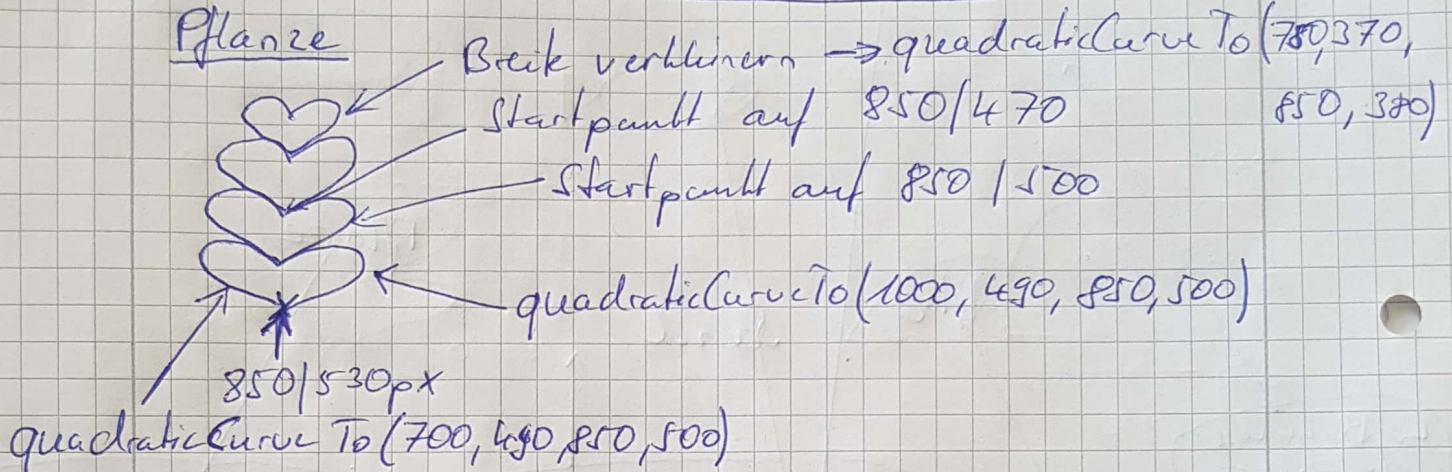 Pflanze
Breite verkleinern → quadraticCurveTo(780,370,
850, 380)
Startpunkt auf 850/470
Startpunkt auf 850/500
quadraticCurveTo(1000, 490, 850, 500)
850/530px
quadraticCurveTo(700, 490, 850, 500)